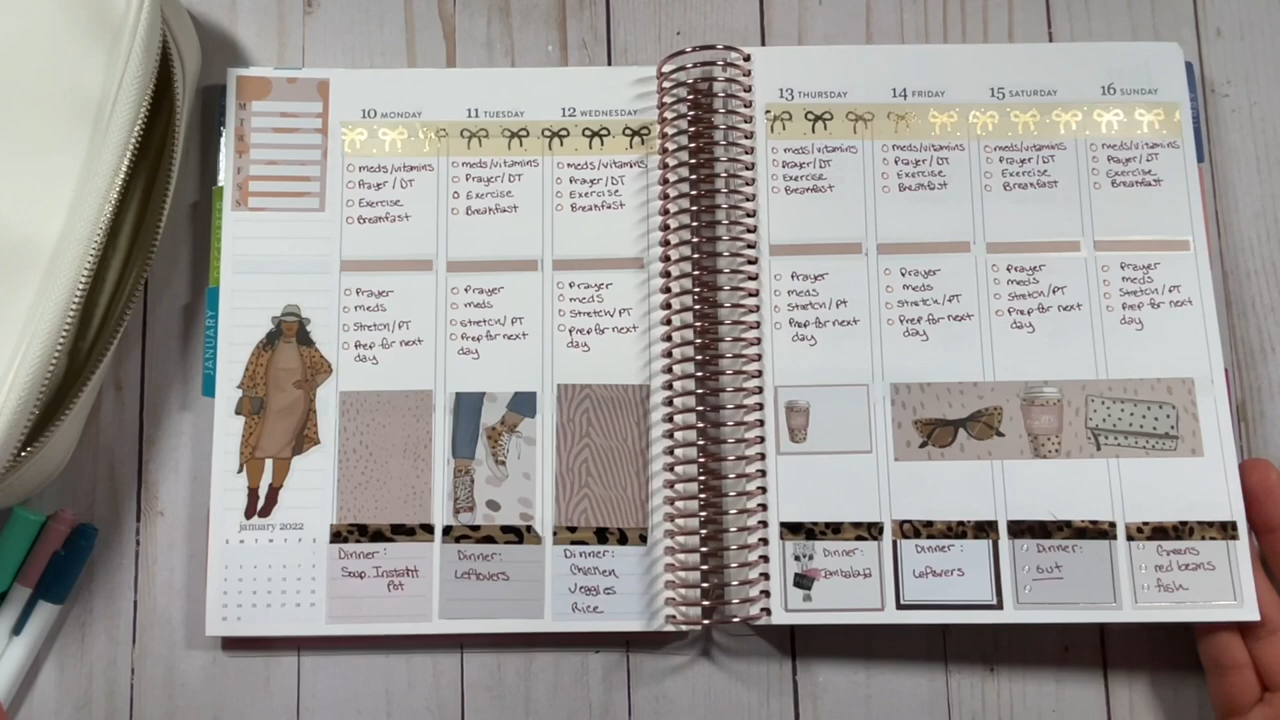 10 MONDAY
meds/vitamins
Prayer / DT
Exercise
Breakfast
Prayer
meds
Stretch / PT
Prep for next
day
Dinner:
Soup. Instant
Pot
11 TUESDAY
meds/vitamins
Prayer/DT
Exercise
Breakfast
Prayer
meds
stretch/ PT
Prep for next
day
Dinner:
Leftovers
12 WEDNESDAY
meds/vitamins
Prayer/DT
Exercise
Breakfast
Prayer
meds
Stretch/ PT
prep for next
day
Dinner:
Chicken
Veggies
Rice
13 THURSDAY
meds/vitamins
Prayer/DT
Exercise
Breakfast
Prayer
meds
Stretch/PT
Prep for next
day
Dinner:
Jambalaya
14 FRIDAY
meds/vitamins
Prayer/DT
Exercise
Breakfast
Prayer
meds
Stretch/ PT
Prep for next
day
Dinner:
Leftovers
15 SATURDAY
meds/vitamins
Prayer/DT
Exercise
Breakfast
Prayer
meds
Stretch/PT
Prep for next
day
Dinner:
out
16 SUNDAY
meds/vitamins
Prayer/DT
Exercise
Breakfast
Prayer
meds
Stretch/PT
Prep for next
day
Greens
red beans
fish
M
T
W
T
F
S
S
JANUARY
january 2022
S M T W T F S